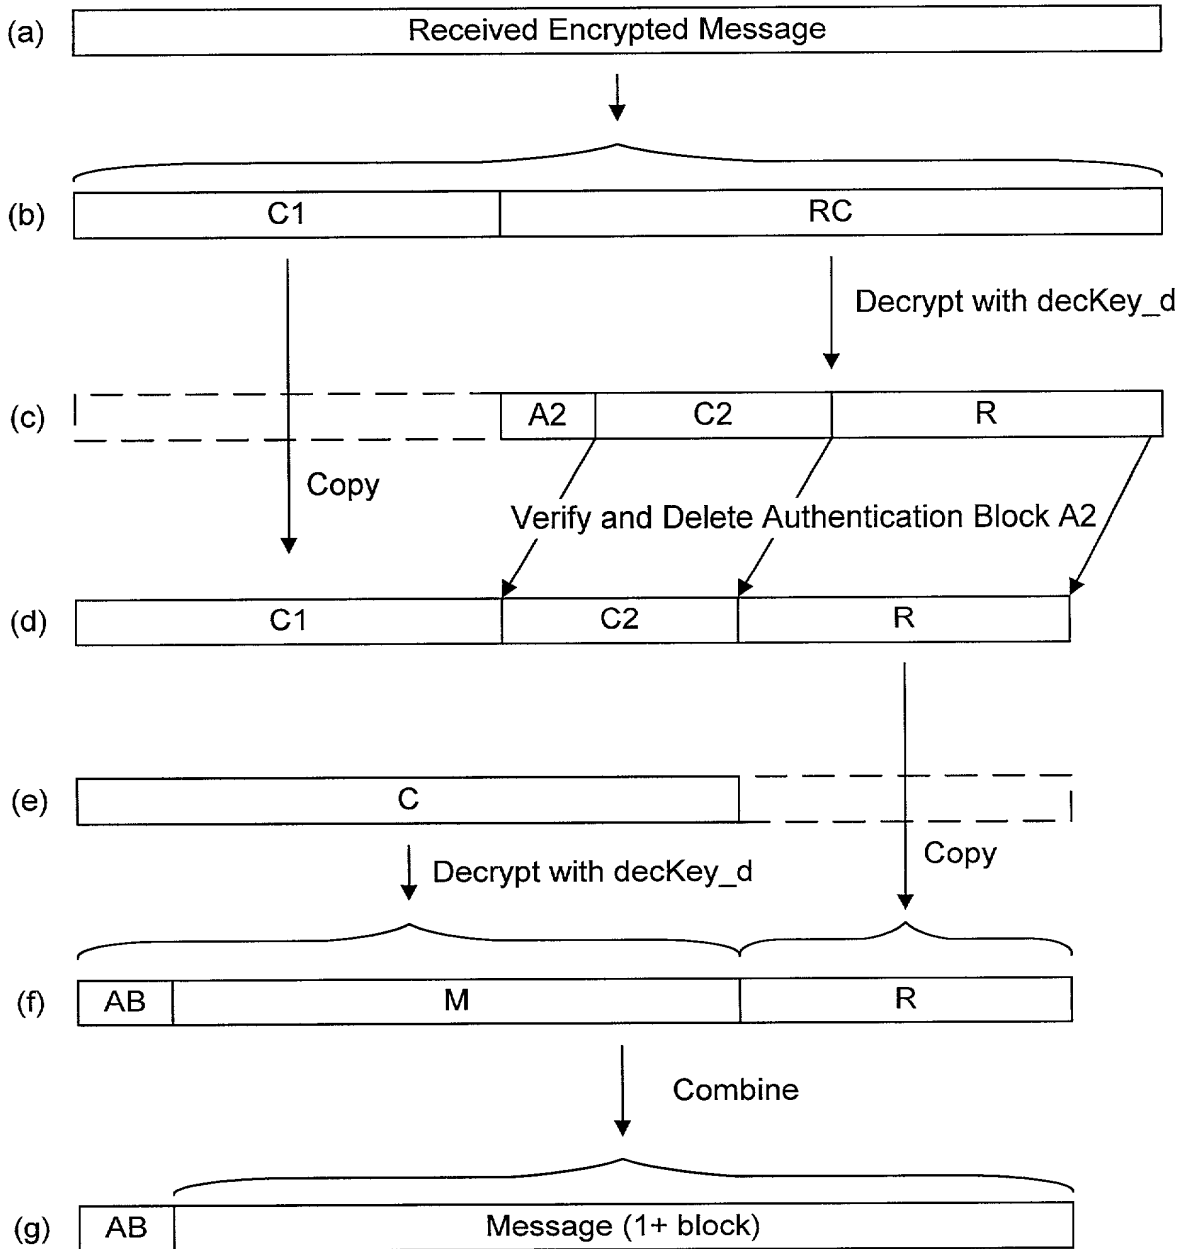 (a) Received Encrypted Message
(b) C1 RC
Decrypt with decKey_d
(c) A2 C2 R
Copy
Verify and Delete Authentication Block A2
(d) C1 C2 R
(e) C
Copy
Decrypt with decKey_d
(f) AB M R
Combine
(g) AB Message (1+ block)